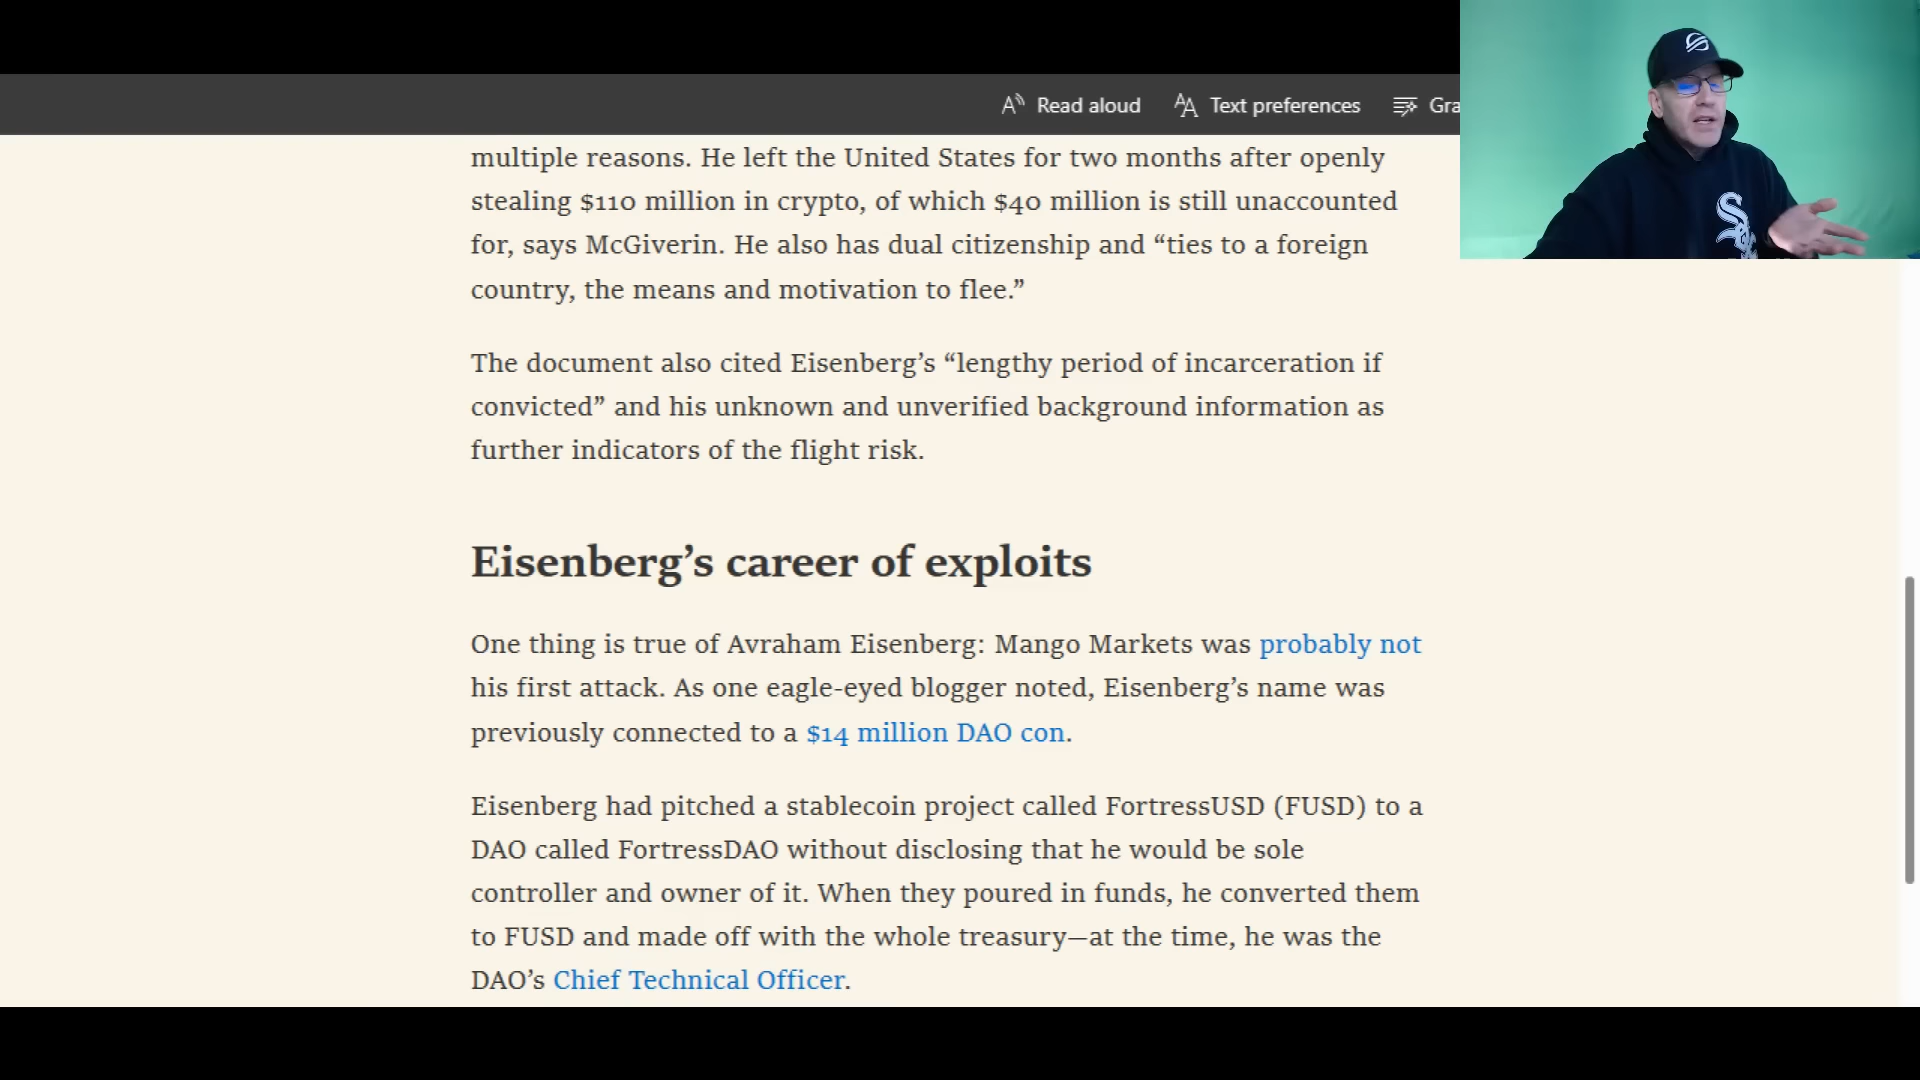 Read aloud
Text preferences
Gra
multiple reasons. He left the United States for two months after openly
stealing $110 million in crypto, of which $40 million is still unaccounted
for, says McGiverin. He also has dual citizenship and “ties to a foreign
country, the means and motivation to flee.”
The document also cited Eisenberg’s “lengthy period of incarceration if
convicted” and his unknown and unverified background information as
further indicators of the flight risk.
Eisenberg’s career of exploits
One thing is true of Avraham Eisenberg: Mango Markets was probably not
his first attack. As one eagle-eyed blogger noted, Eisenberg’s name was
previously connected to a $14 million DAO con.
Eisenberg had pitched a stablecoin project called FortressUSD (FUSD) to a
DAO called FortressDAO without disclosing that he would be sole
controller and owner of it. When they poured in funds, he converted them
to FUSD and made off with the whole treasury—at the time, he was the
DAO’s Chief Technical Officer.